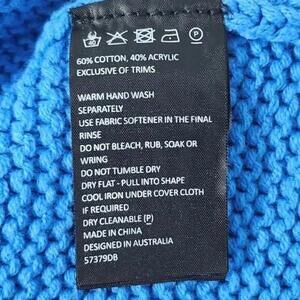 40 P
60% COTTON, 40% ACRYLIC
EXCLUSIVE OF TRIMS
WARM HAND WASH
SEPARATELY
USE FABRIC SOFTENER IN THE FINAL
RINSE
DO NOT BLEACH, RUB, SOAK OR
WRING
DO NOT TUMBLE DRY
DRY FLAT - PULL INTO SHAPE
COOL IRON UNDER COVER CLOTH
IF REQUIRED
DRY CLEANABLE (P)
MADE IN CHINA
DESIGNED IN AUSTRALIA
57379DB